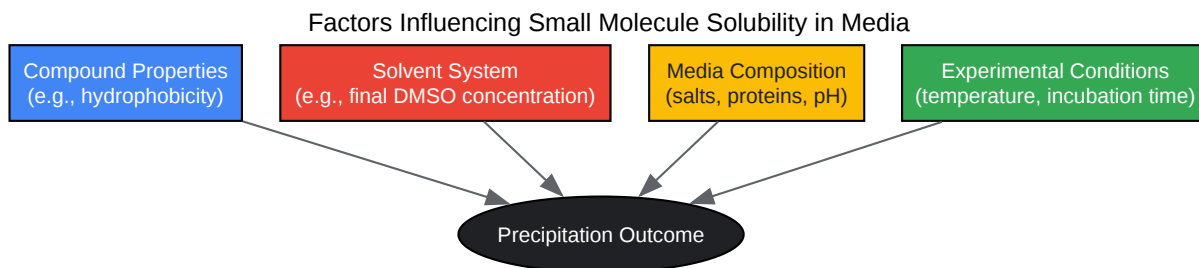 Factors Influencing Small Molecule Solubility in Media
Compound Properties
(e.g., hydrophobicity)
Solvent System
(e.g., final DMSO concentration)
Media Composition
(salts, proteins, pH)
Experimental Conditions
(temperature, incubation time)
Precipitation Outcome